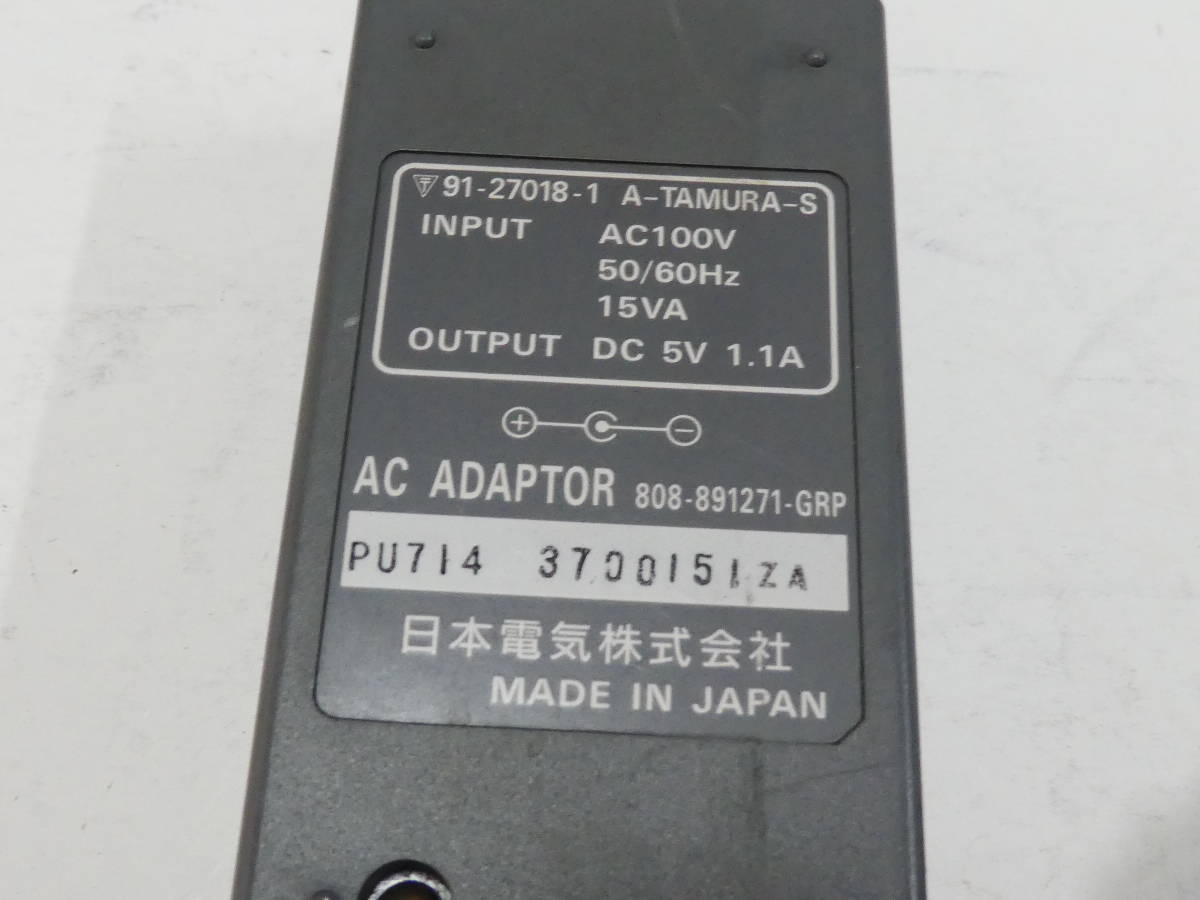 〒91-27018-1 A-TAMURA-S
INPUT AC100V
50/60Hz
15VA
OUTPUT DC 5V 1.1A
AC ADAPTOR 808-891271-GRP
PU714 3700151ZA
日本電気株式会社
MADE IN JAPAN